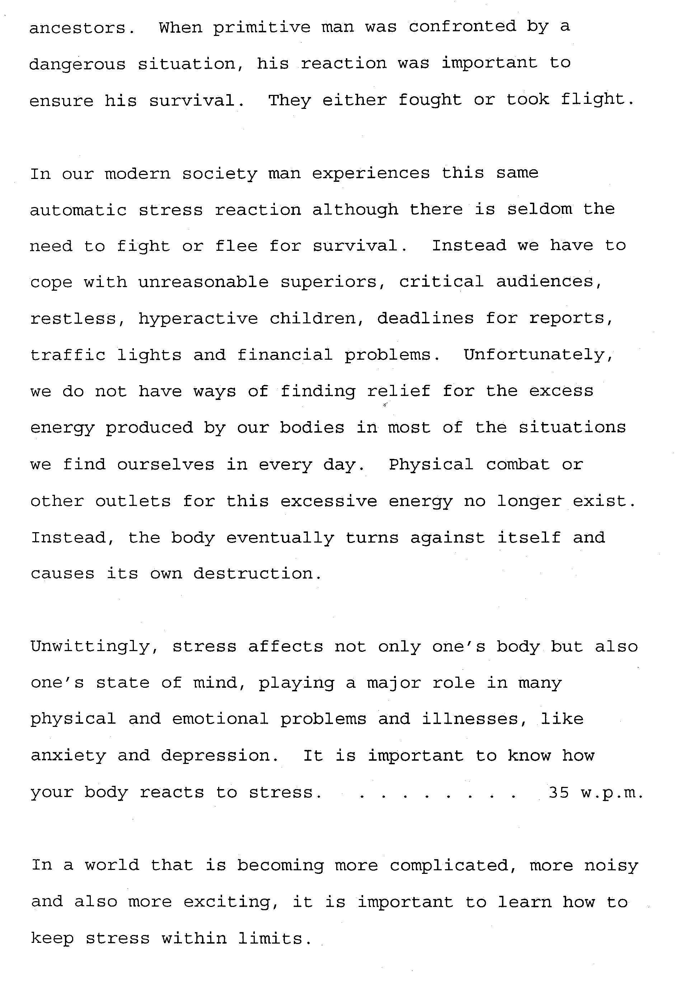 ancestors.  When primitive man was confronted by a
dangerous situation, his reaction was important to
ensure his survival.  They either fought or took flight.
In our modern society man experiences this same
automatic stress reaction although there is seldom the
need to fight or flee for survival.  Instead we have to
cope with unreasonable superiors, critical audiences,
restless, hyperactive children, deadlines for reports,
traffic lights and financial problems.  Unfortunately,
we do not have ways of finding relief for the excess
energy produced by our bodies in most of the situations
we find ourselves in every day.  Physical combat or
other outlets for this excessive energy no longer exist.
Instead, the body eventually turns against itself and
causes its own destruction.
Unwittingly, stress affects not only one's body but also
one's state of mind, playing a major role in many
physical and emotional problems and illnesses, like
anxiety and depression.  It is important to know how
your body reacts to stress.   . . . . . . . .   35 w.p.m.
In a world that is becoming more complicated, more noisy
and also more exciting, it is important to learn how to
keep stress within limits.